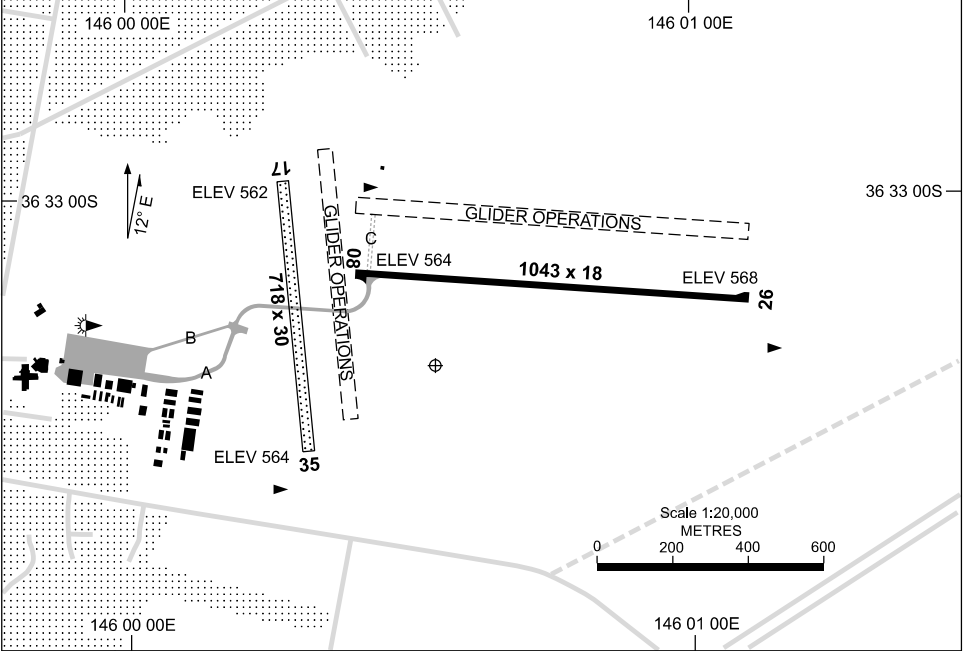 146 00 00E
146 01 00E
17
ELEV 562
36 33 00S
36 33 00S
12° E
GLIDER OPERATIONS
GLIDER OPERATIONS
C
08
ELEV 564
1043 x 18
ELEV 568
26
718 x 30
B
A
ELEV 564
35
Scale 1:20,000
METRES
0 200 400 600
146 00 00E
146 01 00E